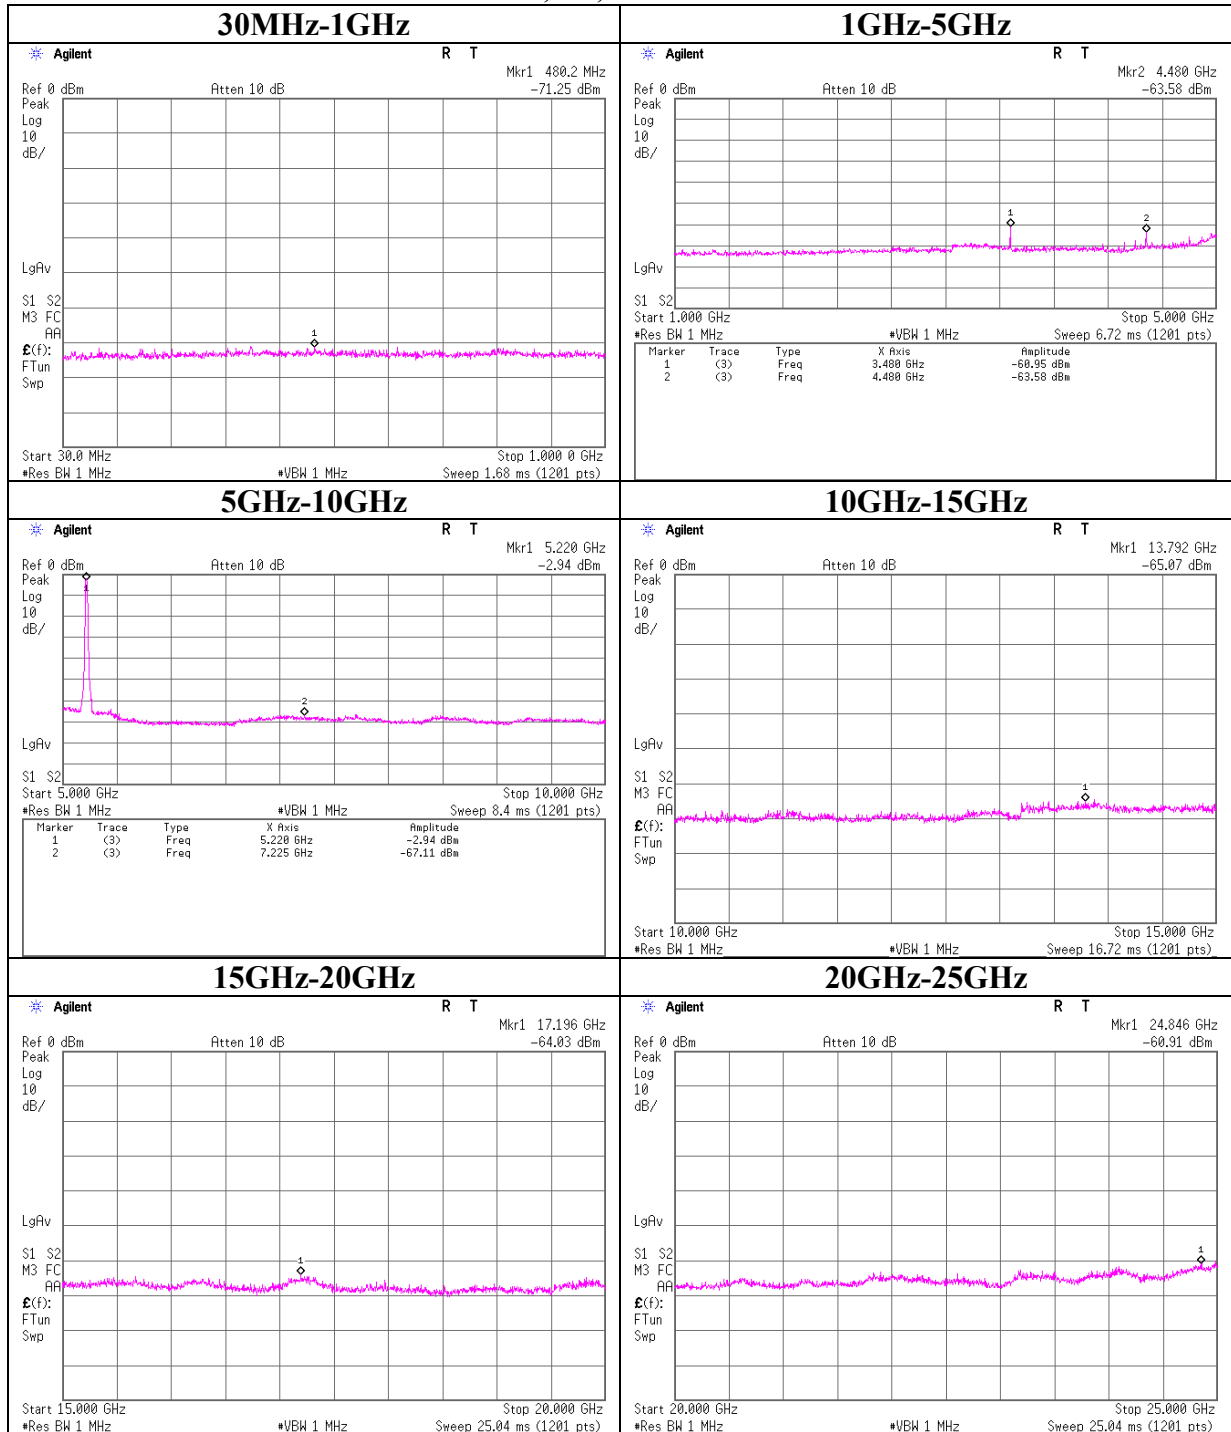 30MHz-1GHz
Agilent R T
Mkr1 480.2 MHz
Ref 0 dBm Atten 10 dB -71.25 dBm
Peak
Log
10
dB/
1
LgAv
S1 S2
M3 FC
AA
£(f):
FTun
Swp
Start 30.0 MHz Stop 1.000 0 GHz
#Res BW 1 MHz #VBW 1 MHz Sweep 1.68 ms (1201 pts)
1GHz-5GHz
Agilent R T
Mkr2 4.480 GHz
Ref 0 dBm Atten 10 dB -63.58 dBm
Peak
Log
10
dB/
1 2
LgAv
S1 S2
Start 1.000 GHz Stop 5.000 GHz
#Res BW 1 MHz #VBW 1 MHz Sweep 6.72 ms (1201 pts)
Marker Trace Type X Axis Amplitude
1 (3) Freq 3.480 GHz -60.95 dBm
2 (3) Freq 4.480 GHz -63.58 dBm
5GHz-10GHz
Agilent R T
Mkr1 5.220 GHz
Ref 0 dBm Atten 10 dB -2.94 dBm
Peak
Log
10
dB/
1
2
LgAv
S1 S2
Start 5.000 GHz Stop 10.000 GHz
#Res BW 1 MHz #VBW 1 MHz Sweep 8.4 ms (1201 pts)
Marker Trace Type X Axis Amplitude
1 (3) Freq 5.220 GHz -2.94 dBm
2 (3) Freq 7.225 GHz -67.11 dBm
10GHz-15GHz
Agilent R T
Mkr1 13.792 GHz
Ref 0 dBm Atten 10 dB -65.07 dBm
Peak
Log
10
dB/
LgAv
S1 S2
1
M3 FC
AA
£(f):
FTun
Swp
Start 10.000 GHz Stop 15.000 GHz
#Res BW 1 MHz #VBW 1 MHz Sweep 16.72 ms (1201 pts)
15GHz-20GHz
Agilent R T
Mkr1 17.196 GHz
Ref 0 dBm Atten 10 dB -64.03 dBm
Peak
Log
10
dB/
LgAv
S1 S2
1
M3 FC
AA
£(f):
FTun
Swp
Start 15.000 GHz Stop 20.000 GHz
#Res BW 1 MHz #VBW 1 MHz Sweep 25.04 ms (1201 pts)
20GHz-25GHz
Agilent R T
Mkr1 24.846 GHz
Ref 0 dBm Atten 10 dB -60.91 dBm
Peak
Log
10
dB/
LgAv
1
S1 S2
M3 FC
AA
£(f):
FTun
Swp
Start 20.000 GHz Stop 25.000 GHz
#Res BW 1 MHz #VBW 1 MHz Sweep 25.04 ms (1201 pts)